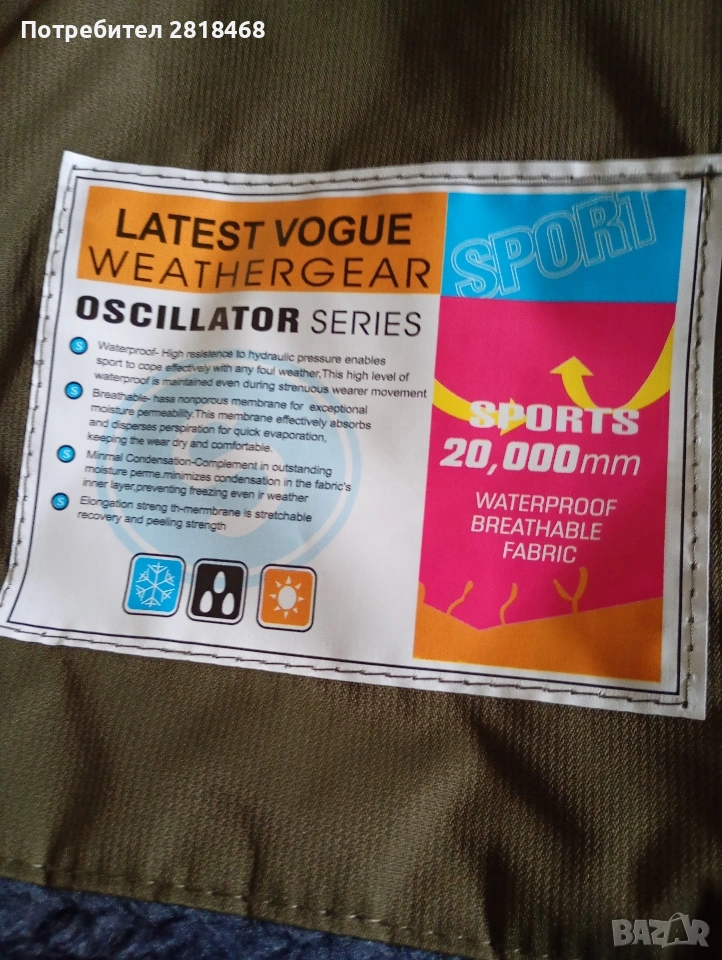 Потребител 2818468
LATEST VOGUE
WEATHERGEAR
OSCILLATOR SERIES
S Waterproof- High resistence to hydraulic pressure enables
sport to cope effectively with any foul weather,This high level of
waterproof is maintained even during strenuous wearer movement
S Breathable- hasa nonporous membrane for exceptional
moisture permeability.This membrane effectively absorbs
and disperses perspiration for quick evaporation,
keeping the wear dry and comfortable.
S Minmal Condensation-Complement in outstanding
moisture perme.minimizes condensation in the fabric's
inner layer,preventing freezing even ir weather
S Elongation streng th-mermbrane is stretchable
recovery and peeling strength
SPORT
SPORTS
20,000mm
WATERPROOF
BREATHABLE
FABRIC
BAZAR